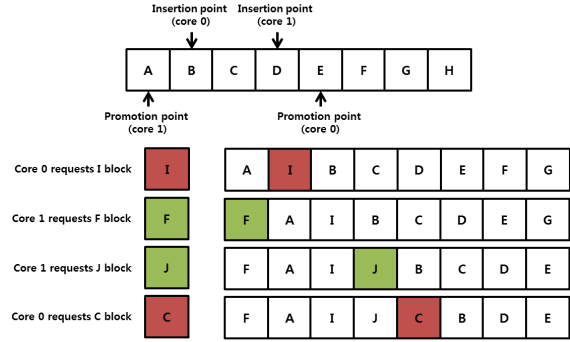 Insertion point Insertion point
(core 0) (core 1)
A B C D E F G H
Promotion point Promotion point
(core 1) (core 0)
Core 0 requests I block I A I B C D E F G
Core 1 requests F block F F A I B C D E G
Core 1 requests J block J F A I J B C D E
Core 0 requests C block C F A I J C B D E